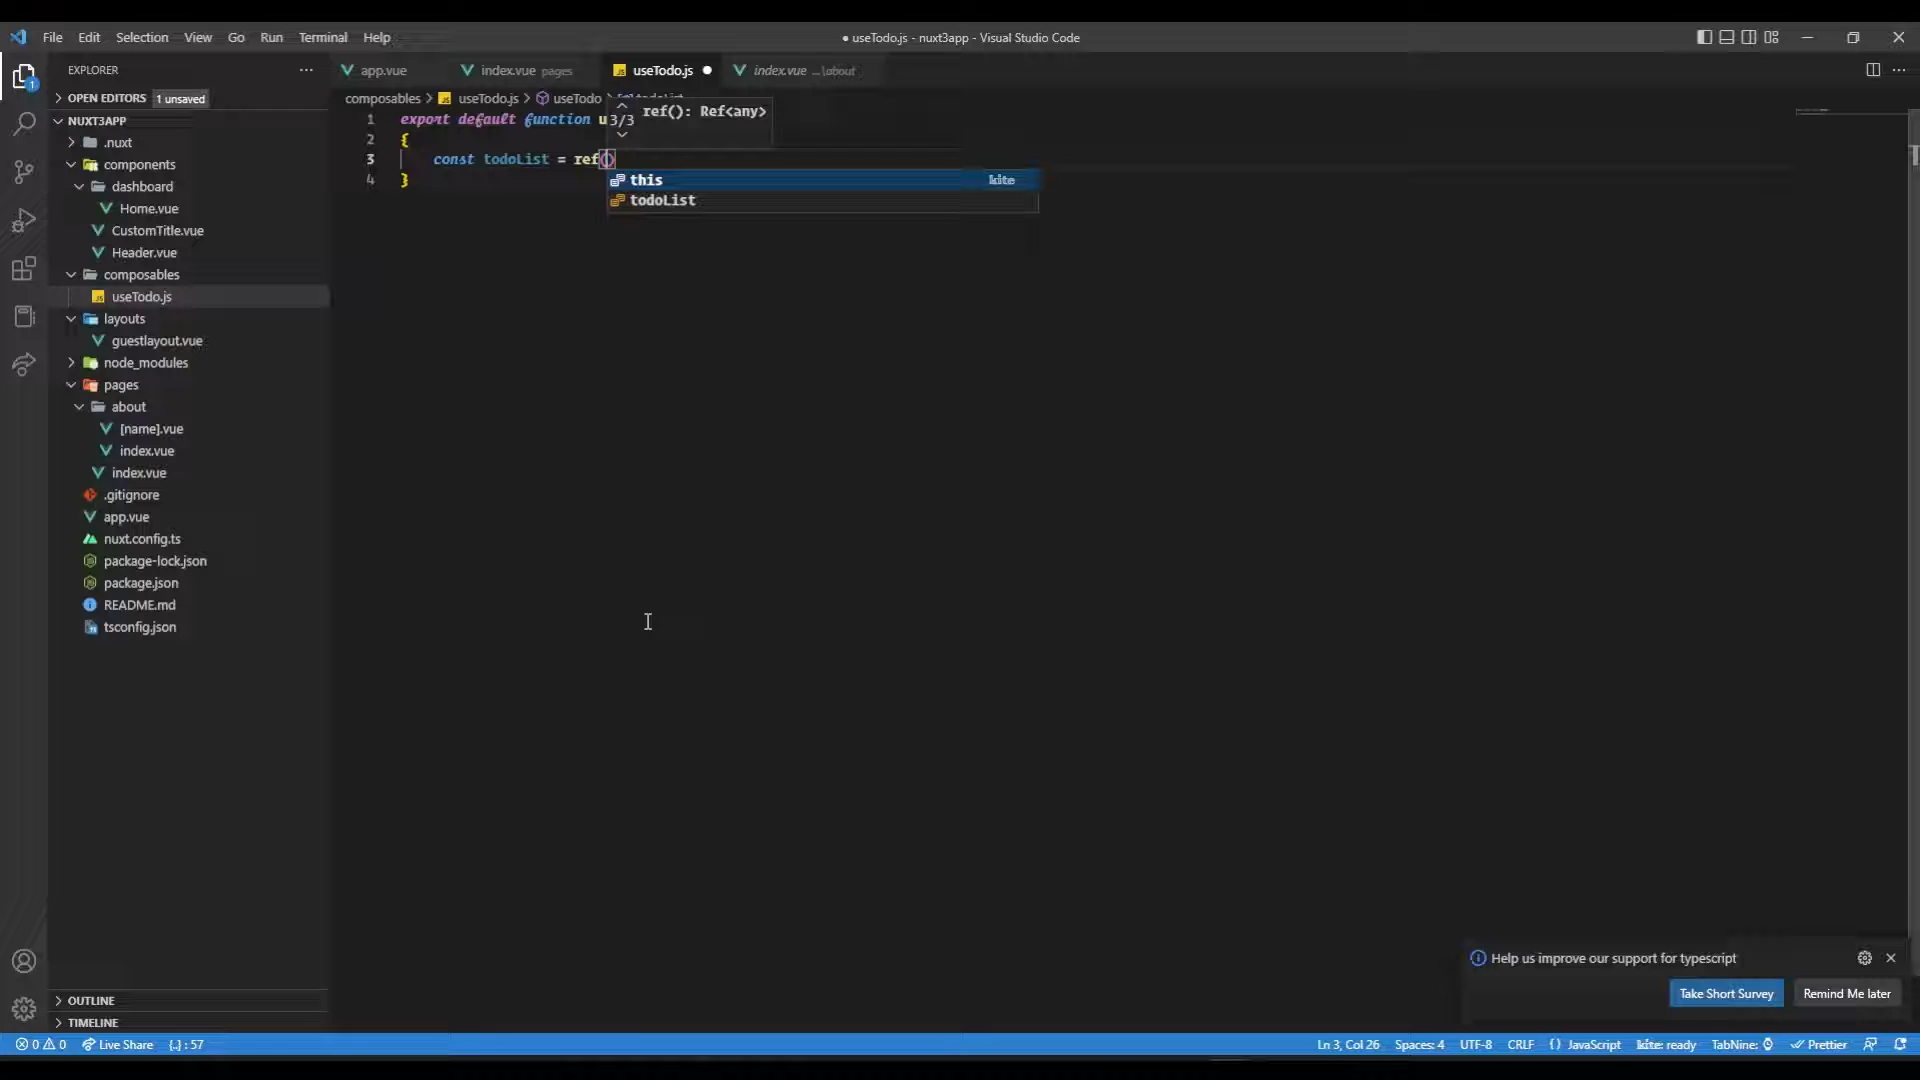 File Edit Selection View Go Run Terminal Help
● useTodo.js - nuxt3app - Visual Studio Code
EXPLORER
OPEN EDITORS 1 unsaved
NUXT3APP
.nuxt
components
dashboard
Home.vue
CustomTitle.vue
Header.vue
composables
useTodo.js
layouts
guestlayout.vue
node_modules
pages
about
[name].vue
index.vue
index.vue
.gitignore
app.vue
nuxt.config.ts
package-lock.json
package.json
README.md
tsconfig.json
OUTLINE
TIMELINE
app.vue index.vue pages JS useTodo.js ● index.vue ...\about
composables > JS useTodo.js > useTodo >
1 export default function u
2 {
3 const todoList = ref()
4 }
3/3 ref(): Ref<any>
this kite
todoList
Help us improve our support for typescript
Take Short Survey Remind Me later
0 0 Live Share {..} : 57
Ln 3, Col 26 Spaces: 4 UTF-8 CRLF {} JavaScript kite: ready TabNine: Prettier